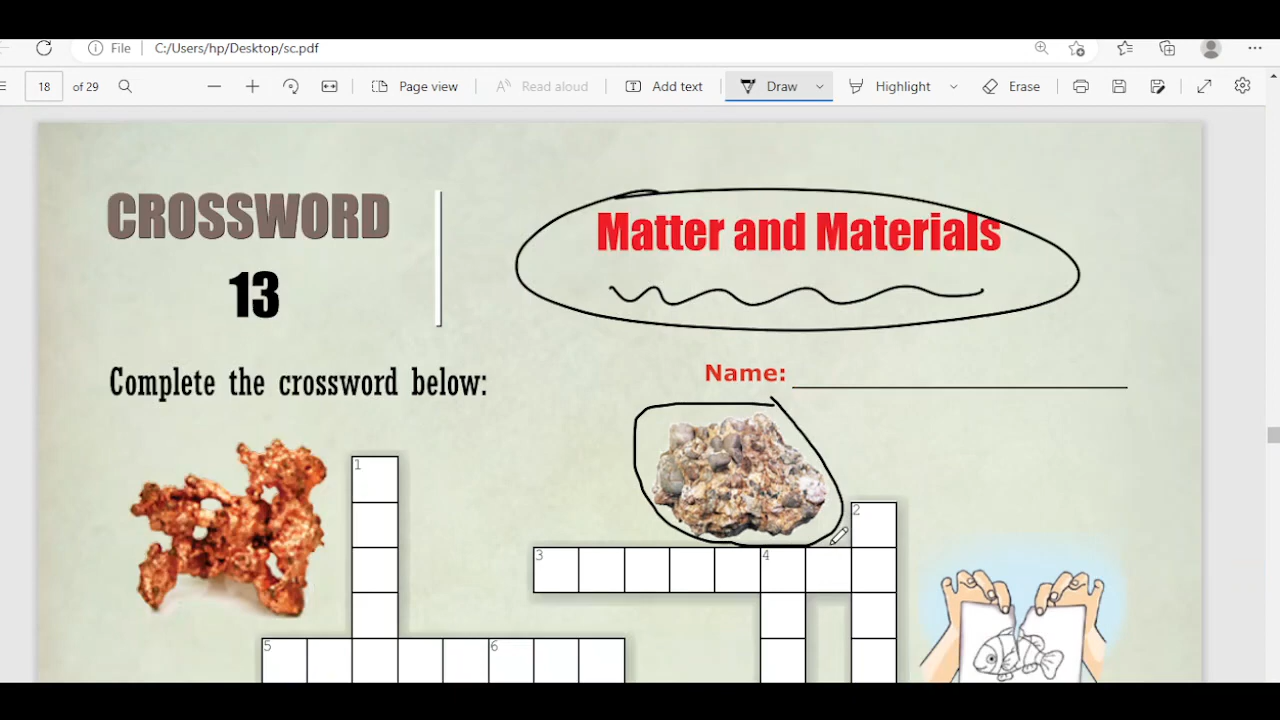 File C:/Users/hp/Desktop/sc.pdf
18 of 29 Page view Read aloud Add text Draw Highlight Erase
CROSSWORD
13
Matter and Materials
Complete the crossword below:
Name:
1
2
3 4
5 6